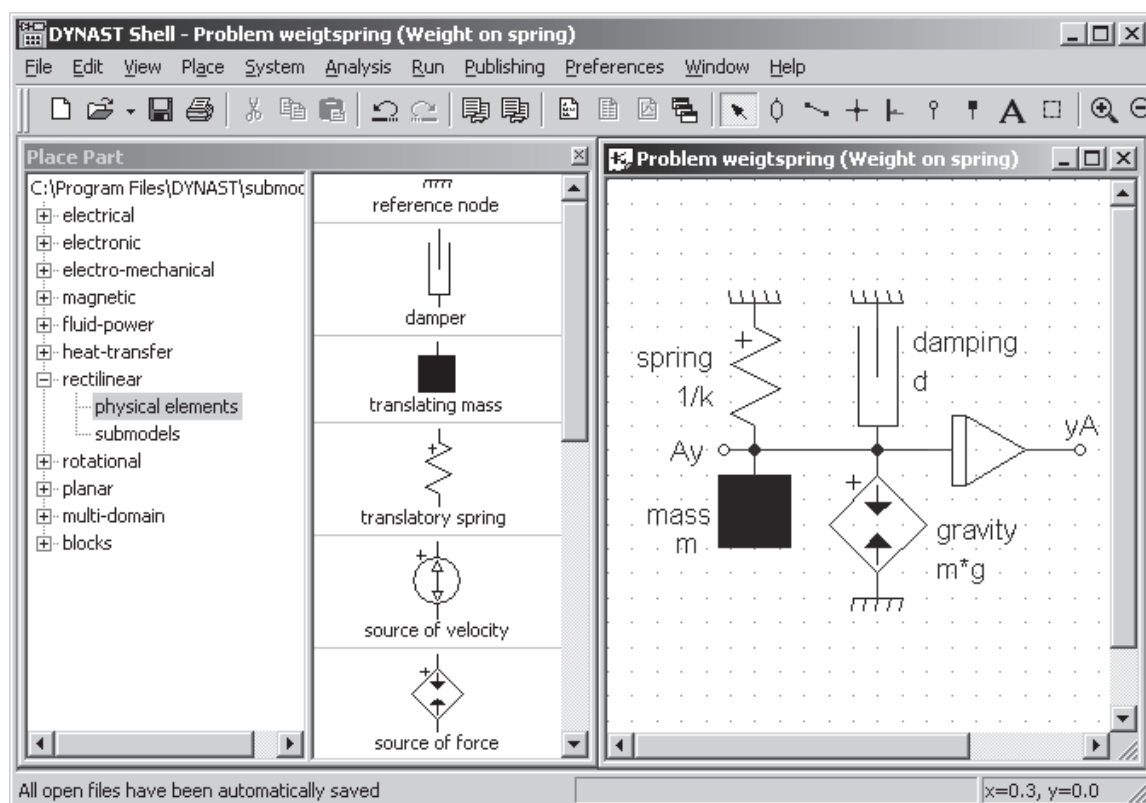 DYNAST Shell - Problem weigtspring (Weight on spring)
File Edit View Place System Analysis Run Publishing Preferences Window Help
A
Place Part
C:\Program Files\DYNAST\submod
electrical
electronic
electro-mechanical
magnetic
fluid-power
heat-transfer
rectilinear
physical elements
submodels
rotational
planar
multi-domain
blocks
reference node
damper
translating mass
+
translatory spring
+
source of velocity
+
source of force
Problem weigtspring (Weight on spring)
+
spring
1/k
damping
d
Ay
yA
mass
m
+
gravity
m*g
All open files have been automatically saved
x=0.3, y=0.0